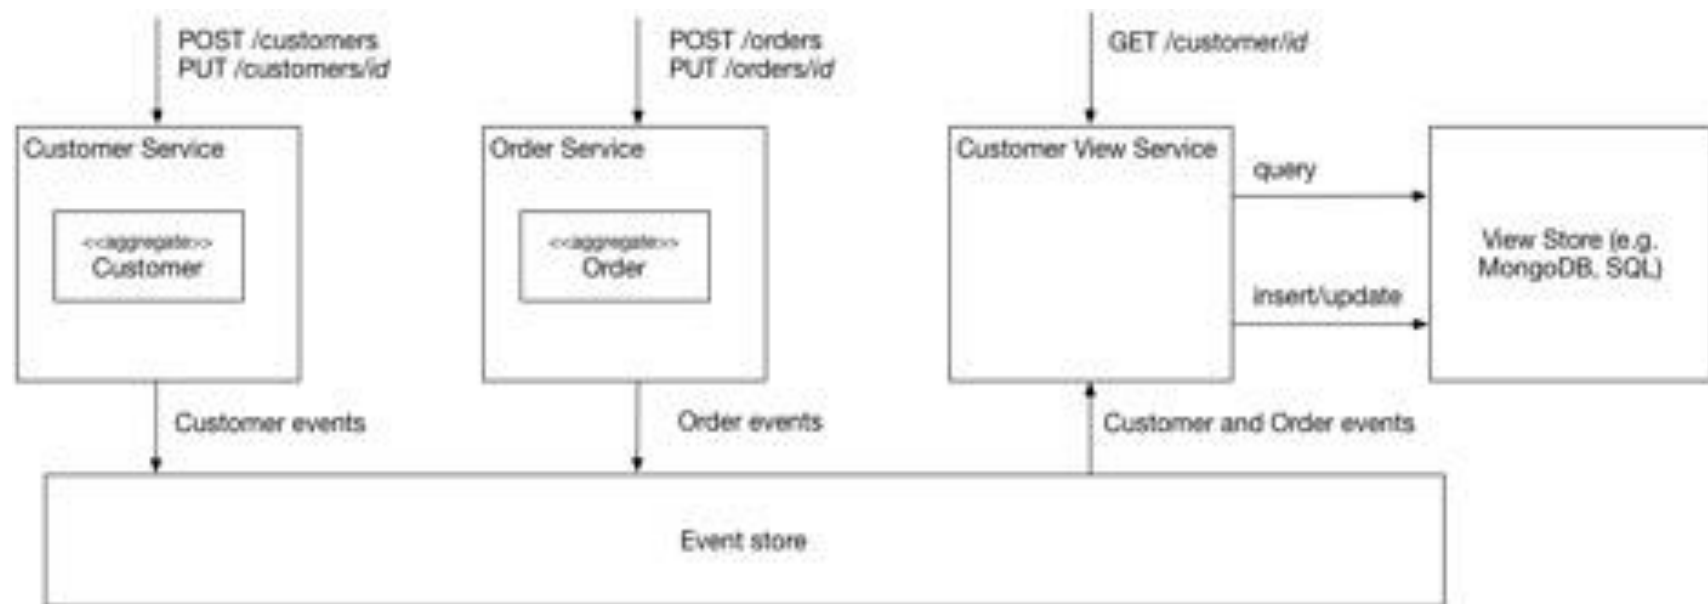 POST /customers
PUT /customers/id
POST /orders
PUT /orders/id
GET /customer/id
Customer Service
<<aggregate>>
Customer
Order Service
<<aggregate>>
Order
Customer View Service
query
insert/update
View Store (e.g.
MongoDB, SQL)
Customer events
Order events
Customer and Order events
Event store